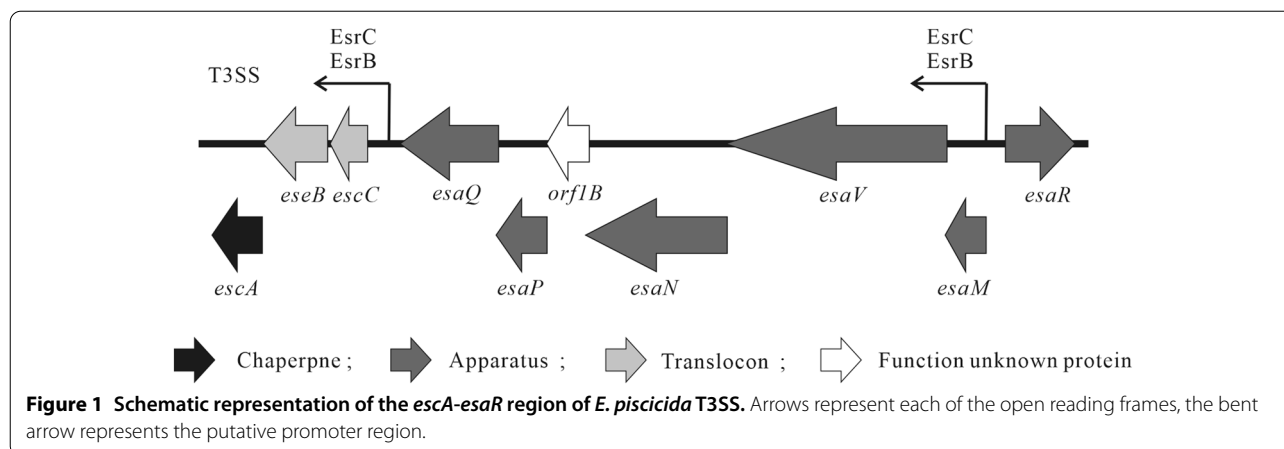 EsrC
EsrB
EsrC
EsrB
T3SS
eseB escC esaQ orf1B esaV esaR
escA esaP esaN esaM
Chaperpne ; Apparatus ; Translocon ; Function unknown protein
Figure 1 Schematic representation of the escA-esaR region of E. piscicida T3SS. Arrows represent each of the open reading frames, the bent
arrow represents the putative promoter region.